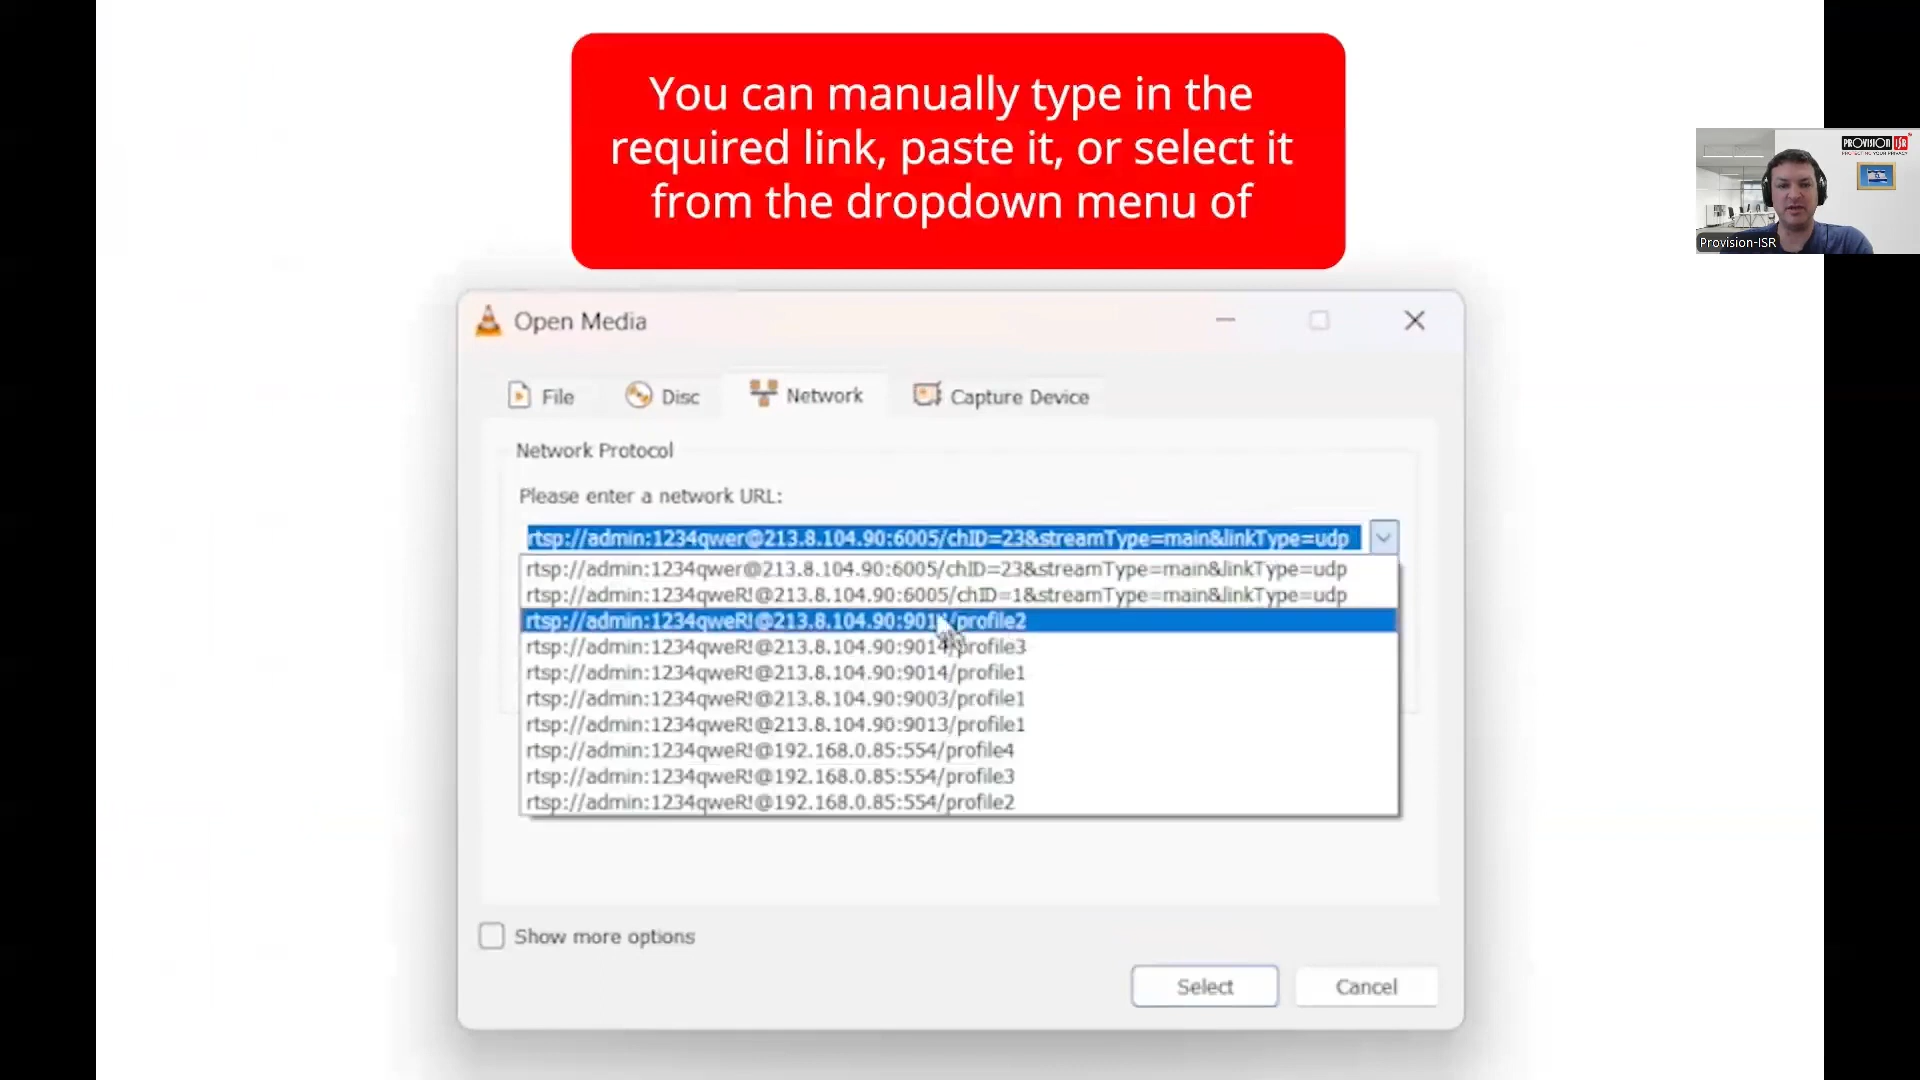 You can manually type in the
required link, paste it, or select it
from the dropdown menu of
PROVISION ISR
Provision-ISR
Open Media
File
Disc
Network
Capture Device
Network Protocol
Please enter a network URL:
rtsp://admin:1234qwer@213.8.104.90:6005/chID=23&streamType=main&linkType=udp
rtsp://admin:1234qwer@213.8.104.90:6005/chID=23&streamType=main&linkType=udp
rtsp://admin:1234qweR!@213.8.104.90:6005/chID=1&streamType=main&linkType=udp
rtsp://admin:1234qweR!@213.8.104.90:901 /profile2
rtsp://admin:1234qweR!@213.8.104.90:9014/profile3
rtsp://admin:1234qweR!@213.8.104.90:9014/profile1
rtsp://admin:1234qweR!@213.8.104.90:9003/profile1
rtsp://admin:1234qweR!@213.8.104.90:9013/profile1
rtsp://admin:1234qweR!@192.168.0.85:554/profile4
rtsp://admin:1234qweR!@192.168.0.85:554/profile3
rtsp://admin:1234qweR!@192.168.0.85:554/profile2
Show more options
Select
Cancel